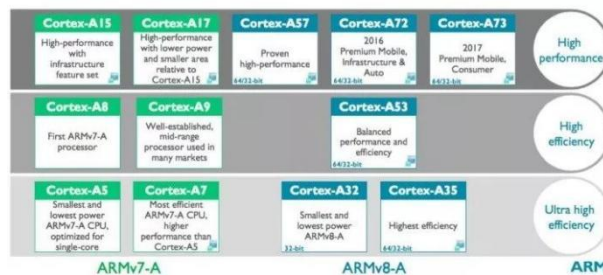 Cortex-A15
High-performance
with
infrastructure
feature set
Cortex-A17
High-performance
with lower power
and smaller area
relative to
Cortex-A15
Cortex-A57
Proven
high-performance
64/32-bit
Cortex-A72
2016
Premium Mobile,
Infrastructure &
Auto
64/32-bit
Cortex-A73
2017
Premium Mobile,
Consumer
64/32-bit
High
performance
Cortex-A8
First ARMv7-A
processor
Cortex-A9
Well-established,
mid-range
processor used in
many markets
Cortex-A53
Balanced
performance and
efficiency
64/32-bit
High
efficiency
Cortex-A5
Smallest and
lowest power
ARMv7-A CPU,
optimized for
single-core
Cortex-A7
Most efficient
ARMv7-A CPU,
higher
performance than
Cortex-A5
Cortex-A32
Smallest and
lowest power
ARMv8-A
32-bit
Cortex-A35
Highest efficiency
64/32-bit
Ultra high
efficiency
ARMv7-A
ARMv8-A
ARM